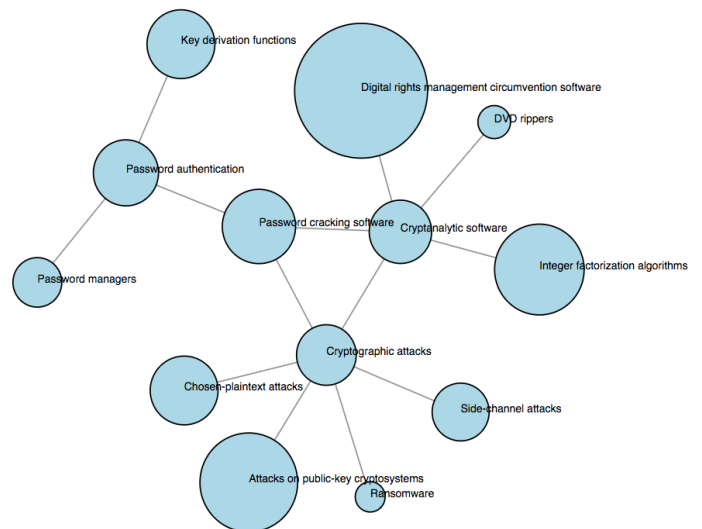 Key derivation functions
Digital rights management circumvention software
DVD rippers
Password authentication
Password cracking software
Cryptanalytic software
Integer factorization algorithms
Password managers
Cryptographic attacks
Chosen-plaintext attacks
Side-channel attacks
Attacks on public-key cryptosystems
Ransomware